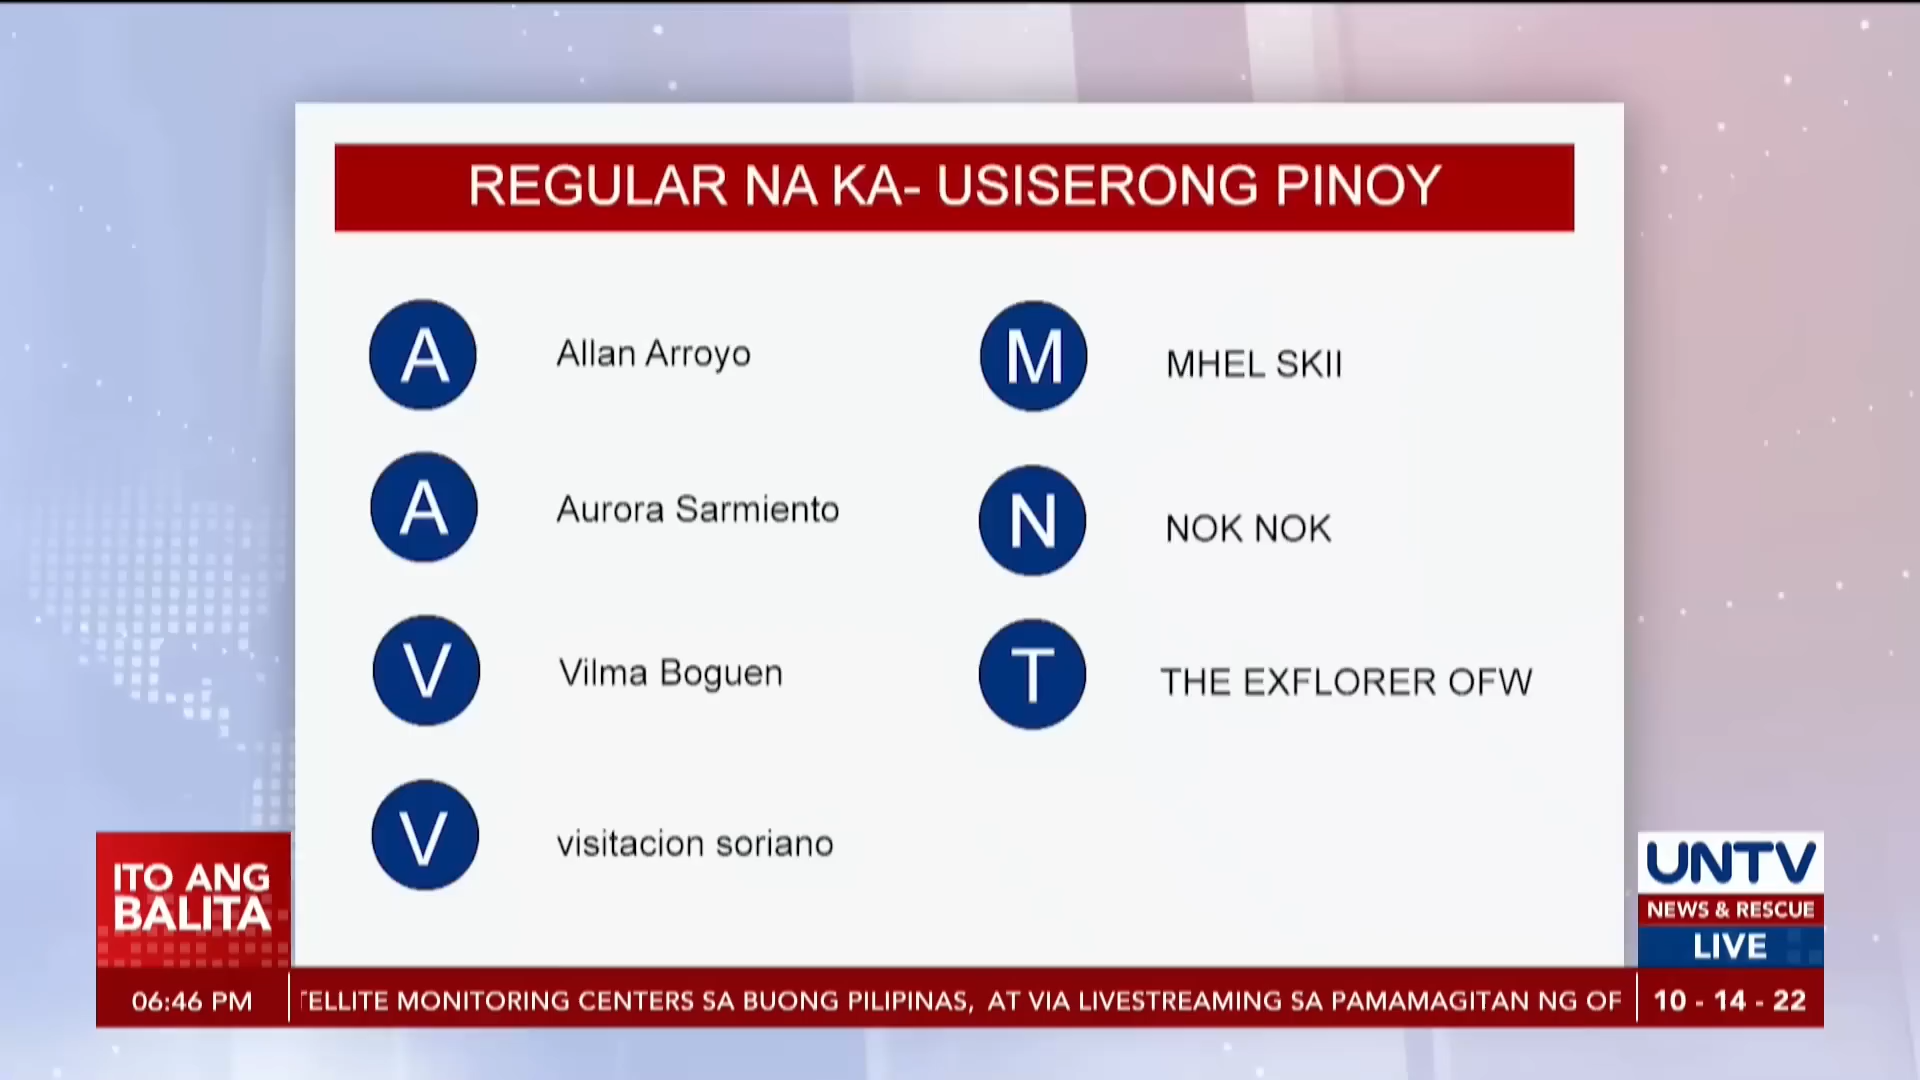 REGULAR NA KA- USISERONG PINOY
A Allan Arroyo
A Aurora Sarmiento
V Vilma Boguen
V visitacion soriano
M MHEL SKII
N NOK NOK
T THE EXFLORER OFW
ITO ANG
BALITA
UNTV
NEWS & RESCUE
LIVE
06:46 PM
TELLITE MONITORING CENTERS SA BUONG PILIPINAS, AT VIA LIVESTREAMING SA PAMAMAGITAN NG OF
10 - 14 - 22